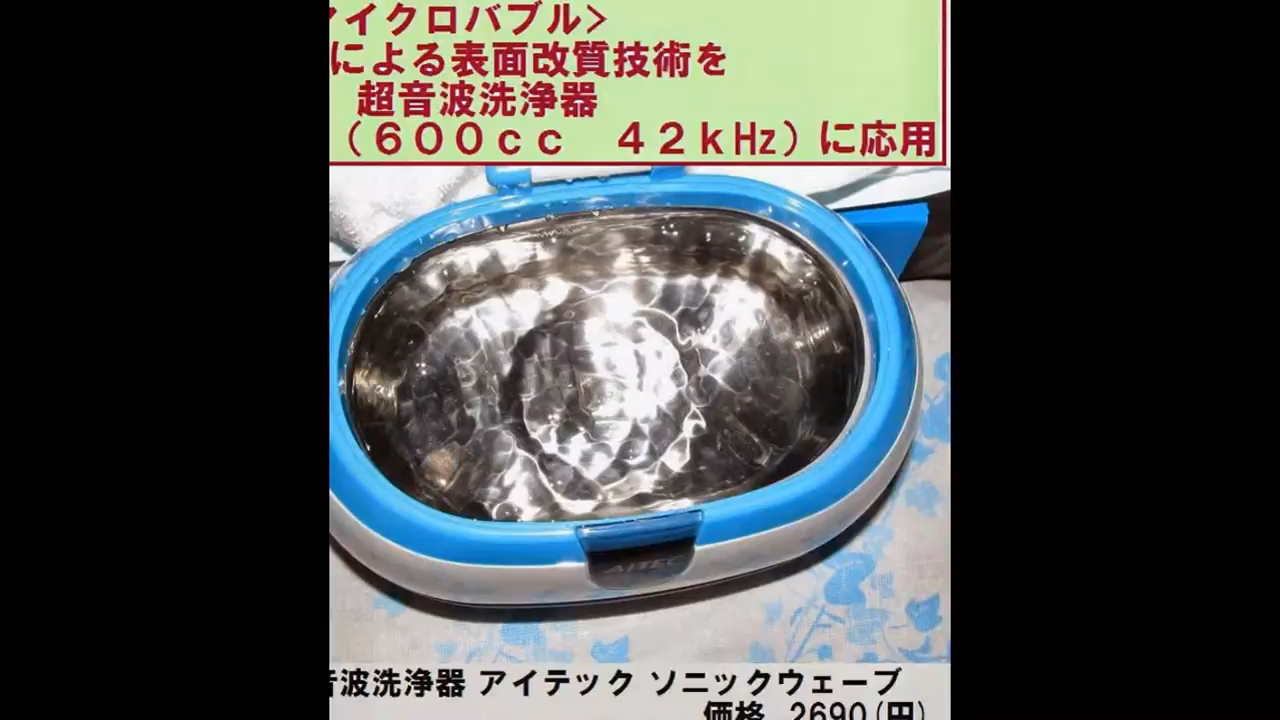 マイクロバブル>
による表面改質技術を
超音波洗浄器
（６００ｃｃ　４２ｋHz）に応用
AITEC
音波洗浄器 アイテック ソニックウェーブ
価格 2690(円)